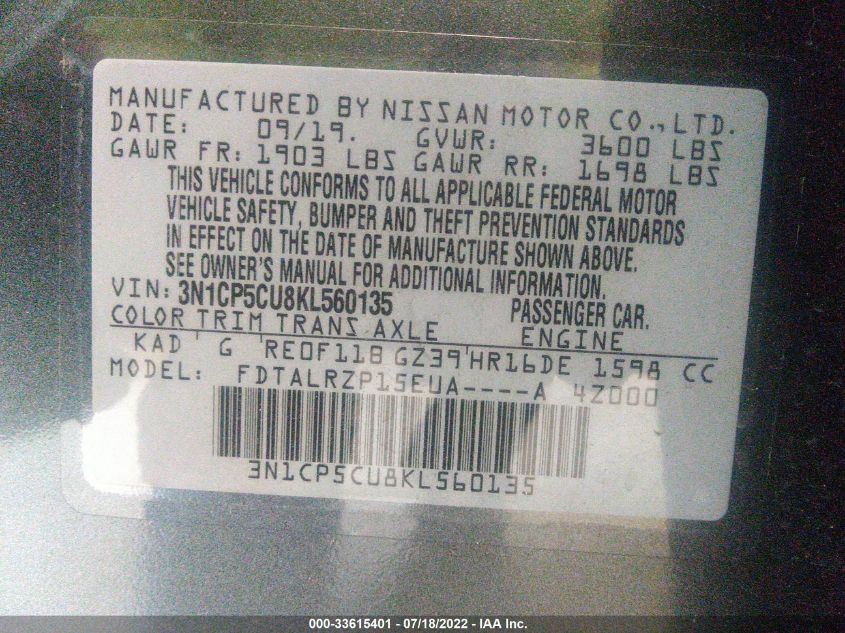 MANUFACTURED BY NISSAN MOTOR CO.,LTD.
DATE: 09/19. GVWR: 3600 LBS
GAWR FR: 1903 LBS GAWR RR: 1698 LBS
THIS VEHICLE CONFORMS TO ALL APPLICABLE FEDERAL MOTOR
VEHICLE SAFETY, BUMPER AND THEFT PREVENTION STANDARDS
IN EFFECT ON THE DATE OF MANUFACTURE SHOWN ABOVE.
SEE OWNER'S MANUAL FOR ADDITIONAL INFORMATION.
VIN: 3N1CP5CU8KL560135 PASSENGER CAR.
COLOR TRIM TRANS AXLE ENGINE
KAD G RE0F11B GZ39 HR16DE 1598 CC
MODEL: FDTALRZP15EUA----A 4Z000
3N1CP5CU8KL560135
000-33615401 - 07/18/2022 - IAA Inc.